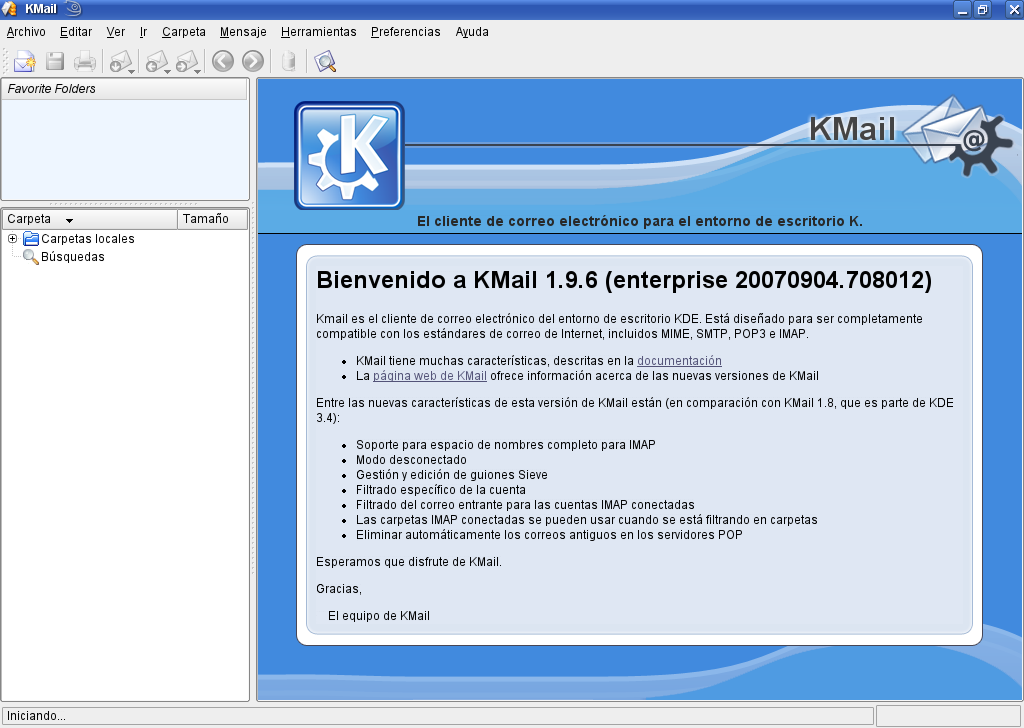 KMail
Archivo Editar Ver Ir Carpeta Mensaje Herramientas Preferencias Ayuda
Favorite Folders
Carpeta Tamaño
Carpetas locales
Búsquedas
K
KMail
@
El cliente de correo electrónico para el entorno de escritorio K.
Bienvenido a KMail 1.9.6 (enterprise 20070904.708012)
Kmail es el cliente de correo electrónico del entorno de escritorio KDE. Está diseñado para ser completamente
compatible con los estándares de correo de Internet, incluidos MIME, SMTP, POP3 e IMAP.
• KMail tiene muchas características, descritas en la documentación
• La página web de KMail ofrece información acerca de las nuevas versiones de KMail
Entre las nuevas características de esta versión de KMail están (en comparación con KMail 1.8, que es parte de KDE
3.4):
• Soporte para espacio de nombres completo para IMAP
• Modo desconectado
• Gestión y edición de guiones Sieve
• Filtrado específico de la cuenta
• Filtrado del correo entrante para las cuentas IMAP conectadas
• Las carpetas IMAP conectadas se pueden usar cuando se está filtrando en carpetas
• Eliminar automáticamente los correos antiguos en los servidores POP
Esperamos que disfrute de KMail.
Gracias,
El equipo de KMail
Iniciando...